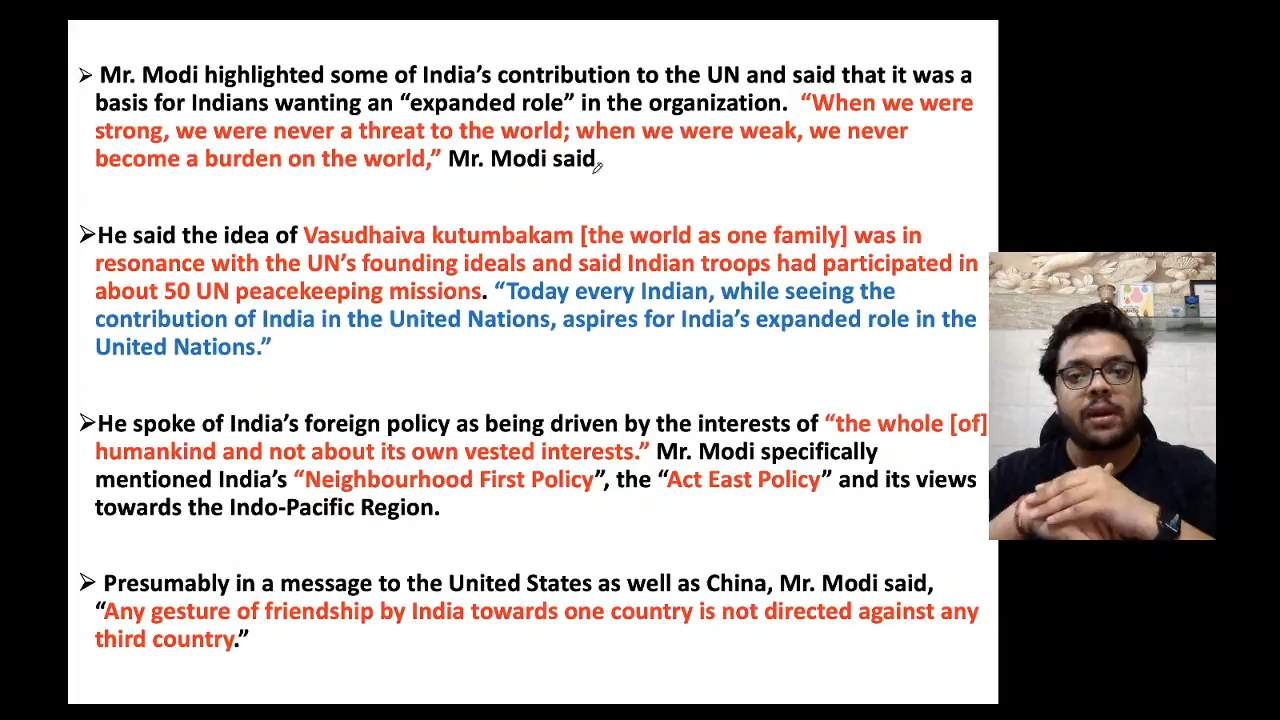 ➢ Mr. Modi highlighted some of India’s contribution to the UN and said that it was a
basis for Indians wanting an “expanded role” in the organization. “When we were
strong, we were never a threat to the world; when we were weak, we never
become a burden on the world,” Mr. Modi said.
➢He said the idea of Vasudhaiva kutumbakam [the world as one family] was in
resonance with the UN’s founding ideals and said Indian troops had participated in
about 50 UN peacekeeping missions. “Today every Indian, while seeing the
contribution of India in the United Nations, aspires for India’s expanded role in the
United Nations.”
➢He spoke of India’s foreign policy as being driven by the interests of “the whole [of]
humankind and not about its own vested interests.” Mr. Modi specifically
mentioned India’s “Neighbourhood First Policy”, the “Act East Policy” and its views
towards the Indo-Pacific Region.
➢ Presumably in a message to the United States as well as China, Mr. Modi said,
“Any gesture of friendship by India towards one country is not directed against any
third country.”